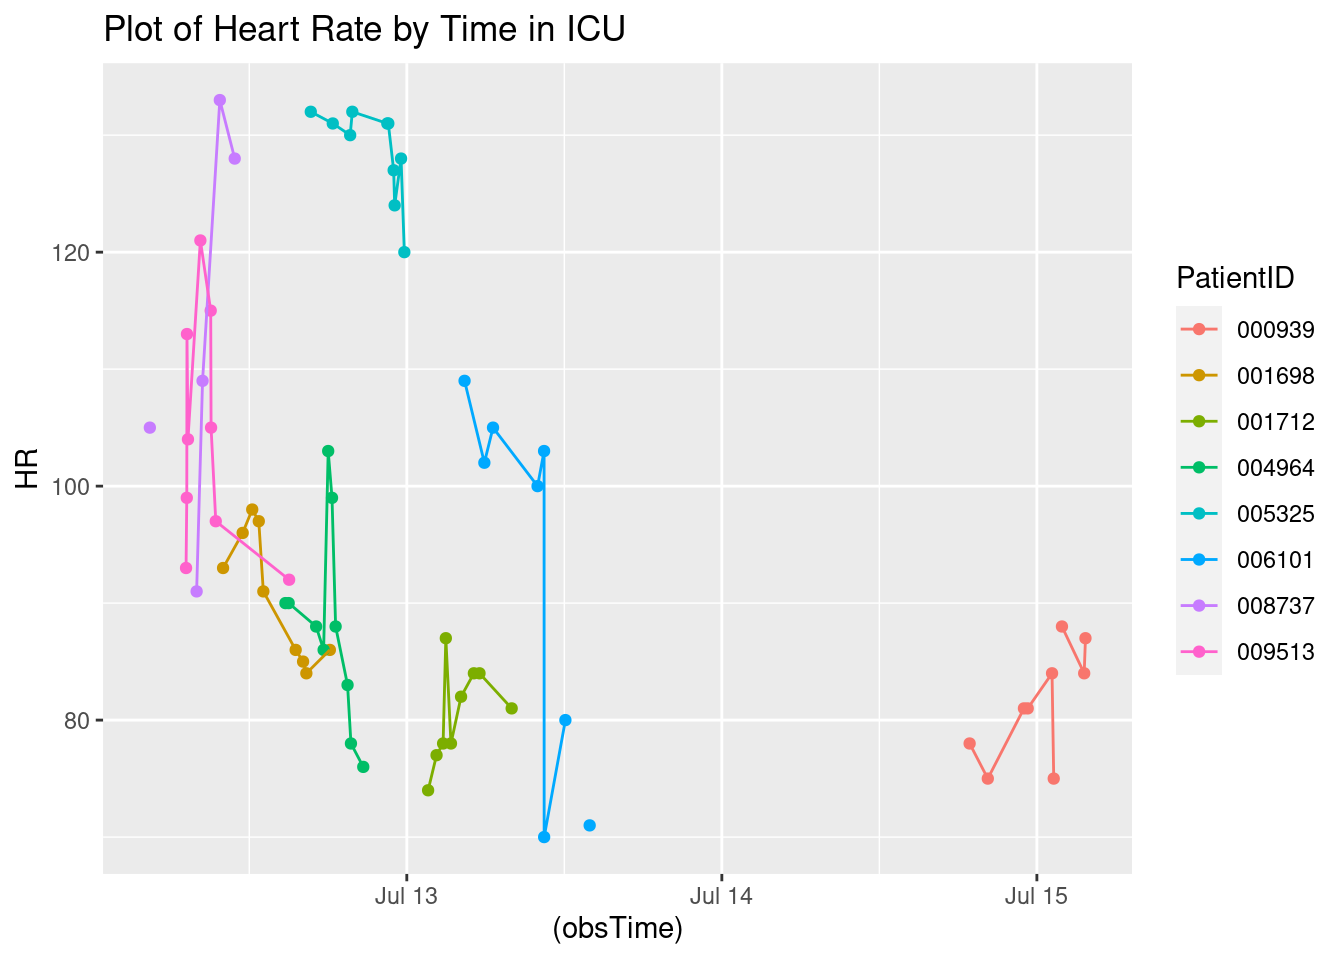 Plot of Heart Rate by Time in ICU
HR
120
100
80
Jul 13
Jul 14
Jul 15
(obsTime)
PatientID
000939
001698
001712
004964
005325
006101
008737
009513